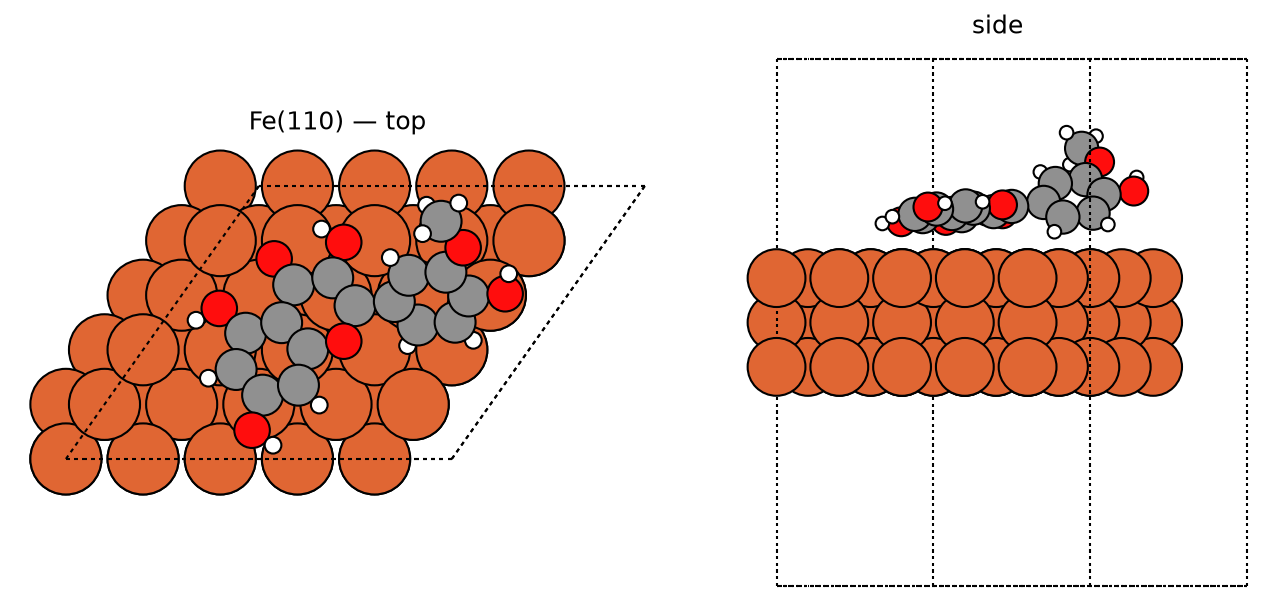 side
Fe(110) — top